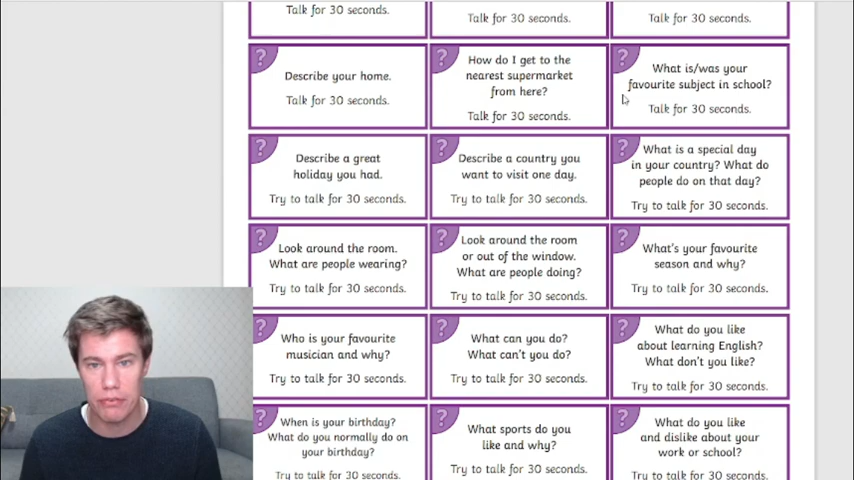 Talk for 30 seconds.
Talk for 30 seconds.
Talk for 30 seconds.
?
Describe your home.
Talk for 30 seconds.
?
How do I get to the
nearest supermarket
from here?
Talk for 30 seconds.
?
What is/was your
favourite subject in school?
Talk for 30 seconds.
?
Describe a great
holiday you had.
Try to talk for 30 seconds.
?
Describe a country you
want to visit one day.
Try to talk for 30 seconds.
?
What is a special day
in your country? What do
people do on that day?
Try to talk for 30 seconds.
?
Look around the room.
What are people wearing?
Try to talk for 30 seconds.
?
Look around the room
or out of the window.
What are people doing?
Try to talk for 30 seconds.
?
What's your favourite
season and why?
Try to talk for 30 seconds.
?
Who is your favourite
musician and why?
Try to talk for 30 seconds.
?
What can you do?
What can't you do?
Try to talk for 30 seconds.
?
What do you like
about learning English?
What don't you like?
Try to talk for 30 seconds.
?
When is your birthday?
What do you normally do on
your birthday?
Try to talk for 30 seconds.
?
What sports do you
like and why?
Try to talk for 30 seconds.
?
What do you like
and dislike about your
work or school?
Try to talk for 30 seconds.